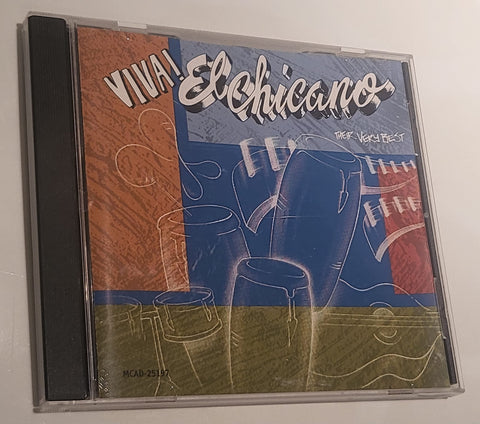 VIVA! El Chicano
THEIR VERY BEST
MCAD-25197